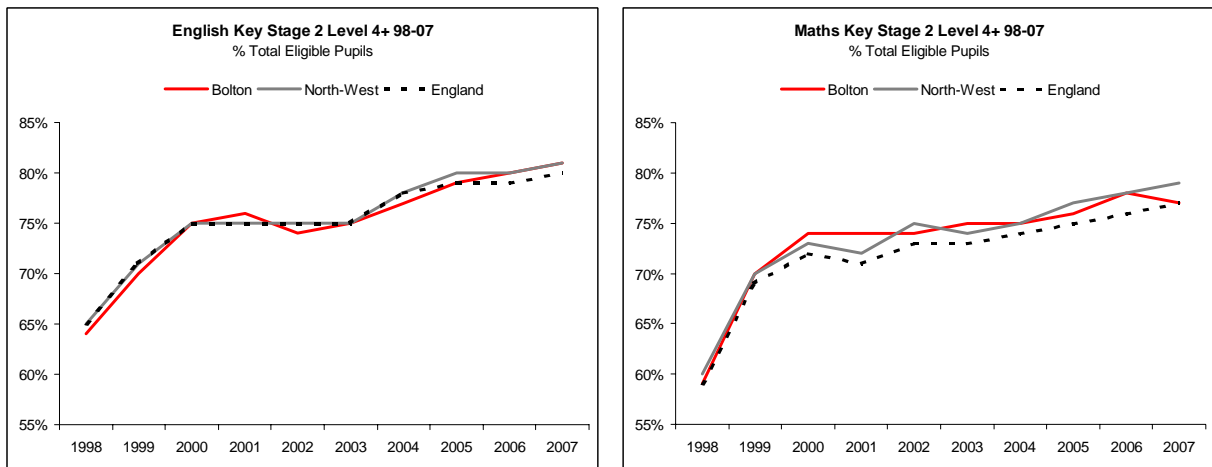 English Key Stage 2 Level 4+ 98-07
% Total Eligible Pupils
Bolton North-West England
85%
80%
75%
70%
65%
60%
55%
1998 1999 2000 2001 2002 2003 2004 2005 2006 2007
Maths Key Stage 2 Level 4+ 98-07
% Total Eligible Pupils
Bolton North-West England
85%
80%
75%
70%
65%
60%
55%
1998 1999 2000 2001 2002 2003 2004 2005 2006 2007